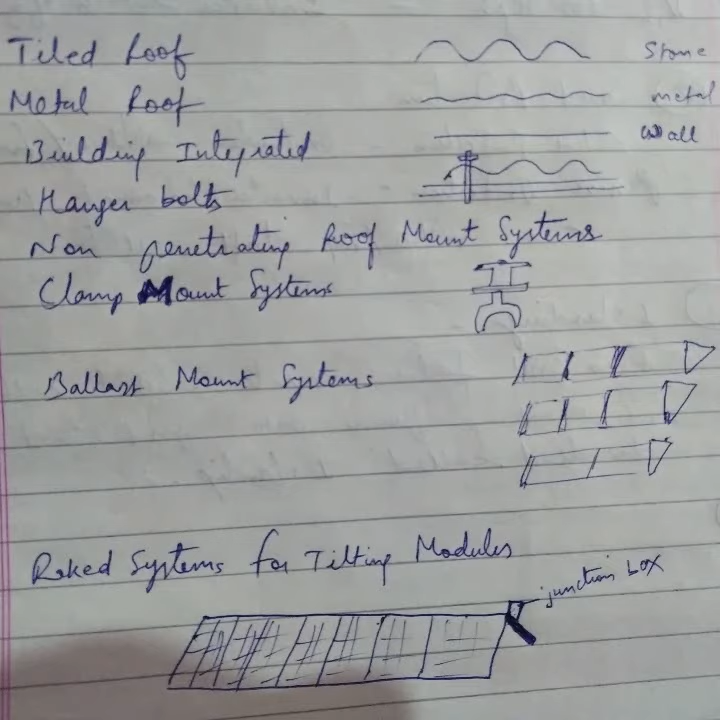 Tiled Roof Stone
Metal Roof metal
Building Integrated Wall
Hanger bolts
Non penetrating Roof Mount Systems
Clamp Mount Systems
Ballast Mount Systems
Raked Systems for Tilting Modules
junction box